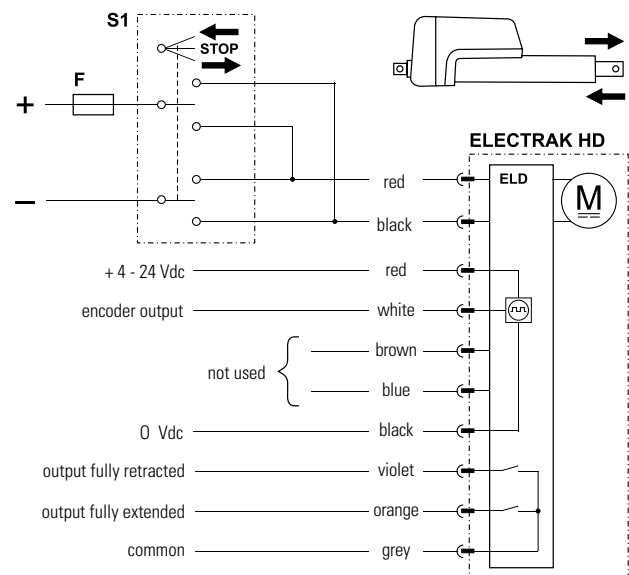 S1
STOP
F
+
−
ELECTRAK HD
ELD
M
red
black
+ 4 - 24 Vdc red
encoder output white
not used
brown
blue
0 Vdc black
output fully retracted violet
output fully extended orange
common grey